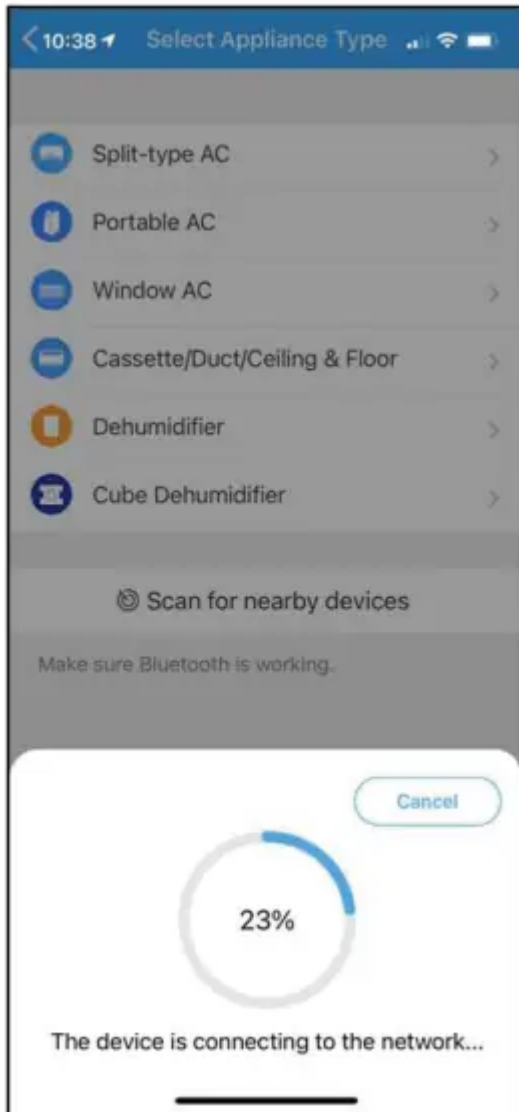 10:38 Select Appliance Type
Split-type AC
Portable AC
Window AC
Cassette/Duct/Ceiling & Floor
Dehumidifier
Cube Dehumidifier
Scan for nearby devices
Make sure Bluetooth is working.
Cancel
23%
The device is connecting to the network...